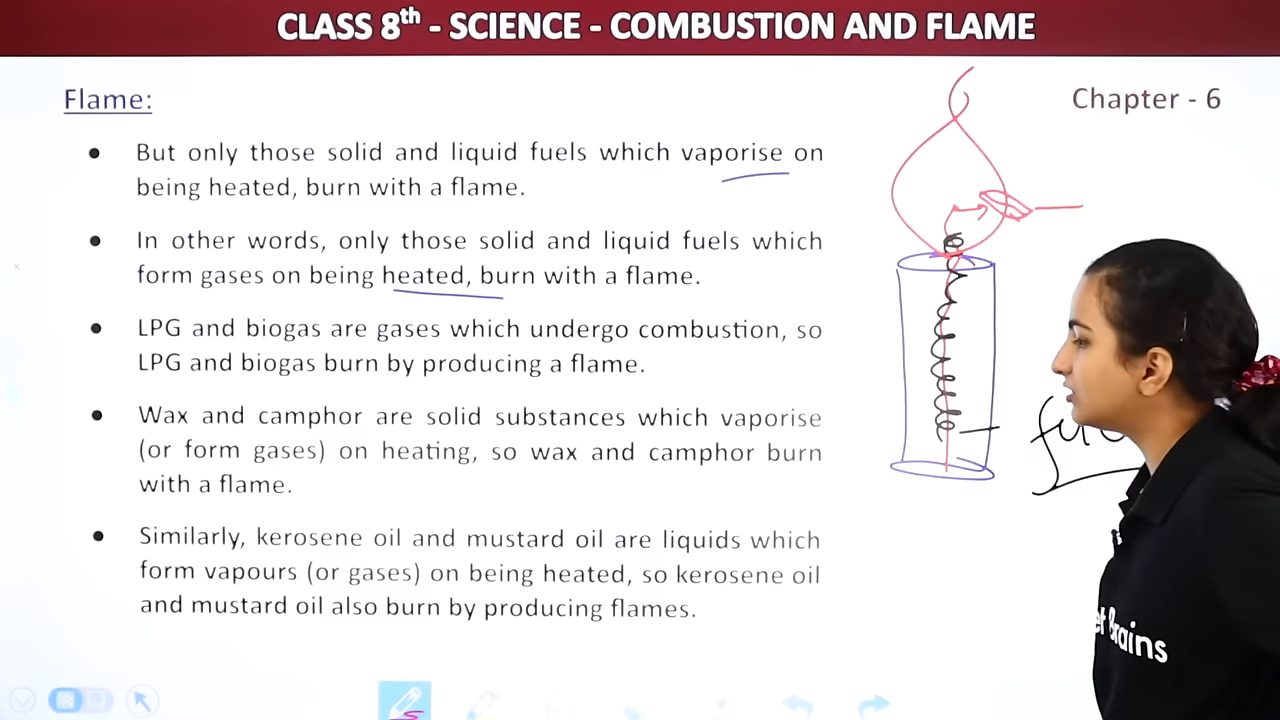 CLASS 8th - SCIENCE - COMBUSTION AND FLAME
Flame:
Chapter - 6
● But only those solid and liquid fuels which vaporise on
being heated, burn with a flame.
● In other words, only those solid and liquid fuels which
form gases on being heated, burn with a flame.
● LPG and biogas are gases which undergo combustion, so
LPG and biogas burn by producing a flame.
● Wax and camphor are solid substances which vaporise
(or form gases) on heating, so wax and camphor burn
with a flame.
● Similarly, kerosene oil and mustard oil are liquids which
form vapours (or gases) on being heated, so kerosene oil
and mustard oil also burn by producing flames.
Brains